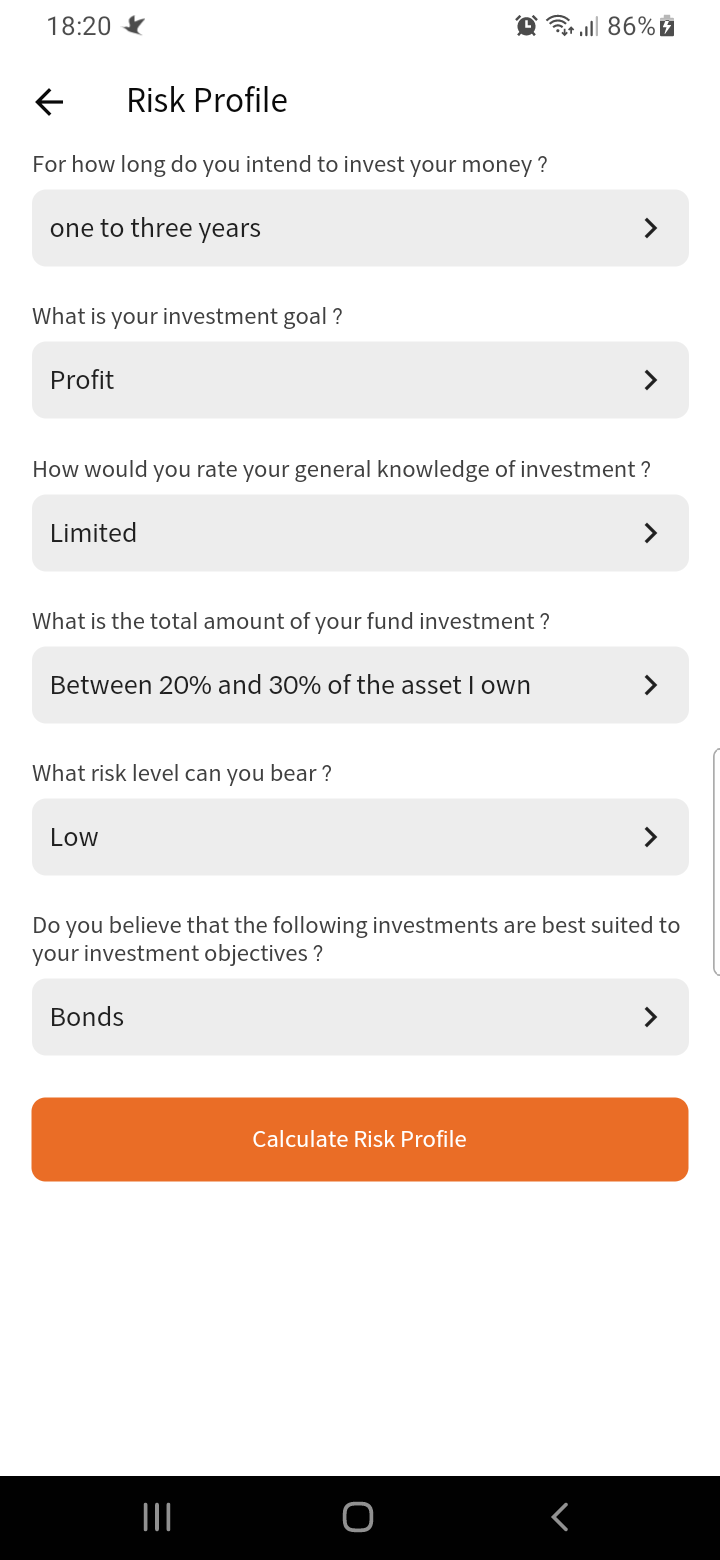 18:20
86%
Risk Profile
For how long do you intend to invest your money ?
one to three years
What is your investment goal ?
Profit
How would you rate your general knowledge of investment ?
Limited
What is the total amount of your fund investment ?
Between 20% and 30% of the asset I own
What risk level can you bear ?
Low
Do you believe that the following investments are best suited to
your investment objectives ?
Bonds
Calculate Risk Profile